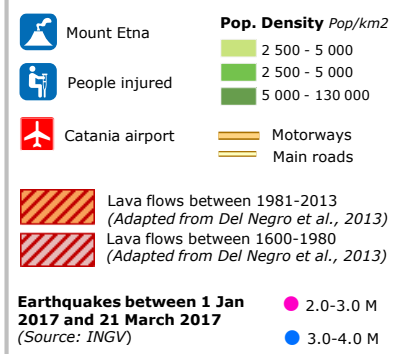 Mount Etna
People injured
Catania airport
Pop. Density Pop/km2
2 500 - 5 000
2 500 - 5 000
5 000 - 130 000
Motorways
Main roads
Lava flows between 1981-2013
(Adapted from Del Negro et al., 2013)
Lava flows between 1600-1980
(Adapted from Del Negro et al., 2013)
Earthquakes between 1 Jan
2017 and 21 March 2017
(Source: INGV)
2.0-3.0 M
3.0-4.0 M